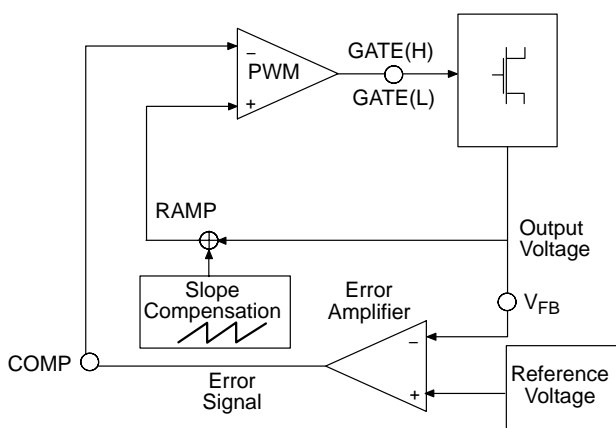 GATE(H)
−
PWM
+
GATE(L)
RAMP
Output
Voltage
Slope
Compensation
Error
Amplifier
VFB
−
COMP
Error
Signal
+
Reference
Voltage